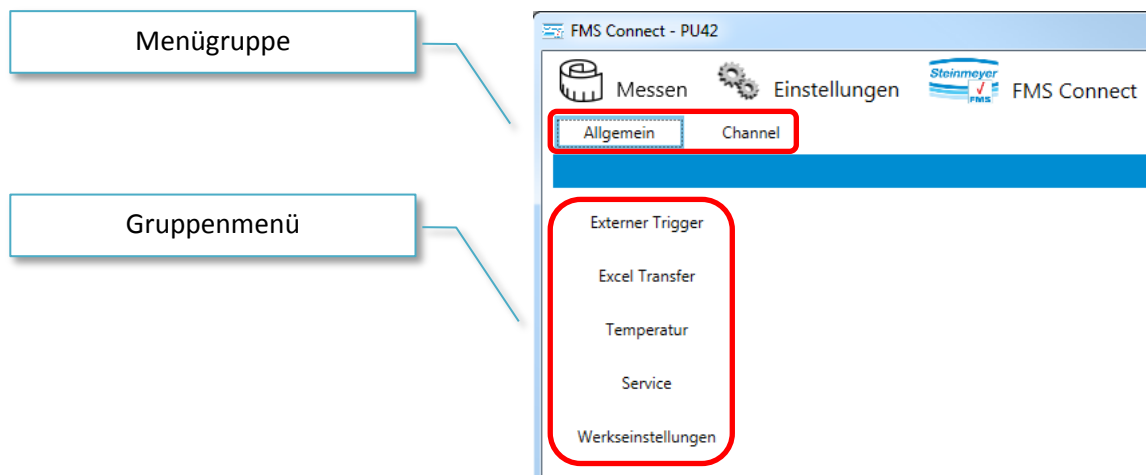 Menügruppe
FMS Connect - PU42
Messen Einstellungen Steinmeyer FMS FMS Connect
Allgemein Channel
Gruppenmenü
Externer Trigger
Excel Transfer
Temperatur
Service
Werkseinstellungen